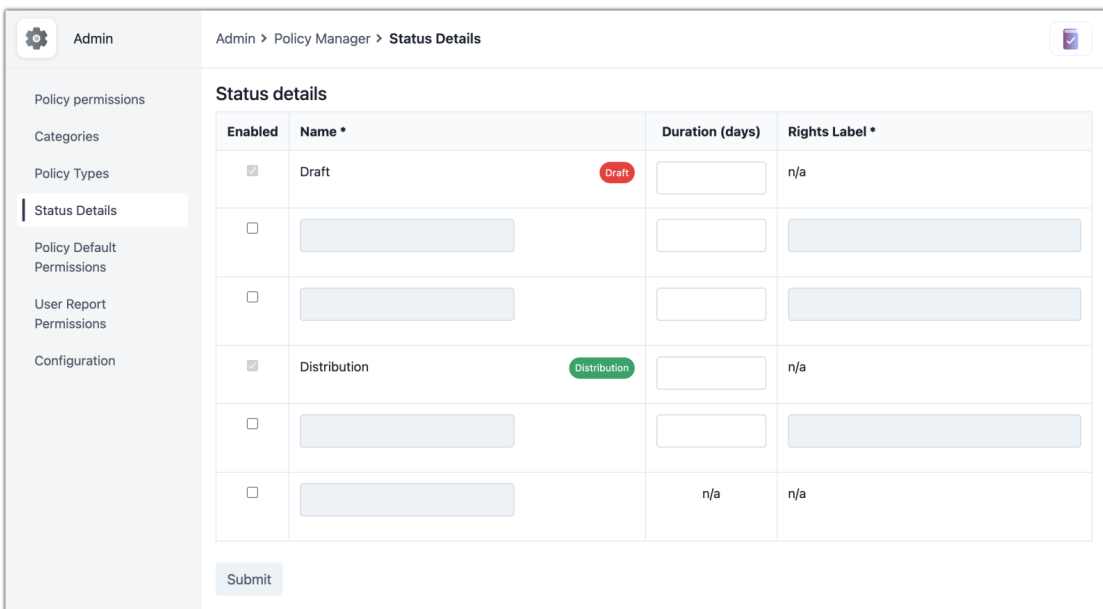 Admin
Admin > Policy Manager > Status Details
Policy permissions
Categories
Policy Types
Status Details
Policy Default
Permissions
User Report
Permissions
Configuration
Status details
Enabled Name * Duration (days) Rights Label *
Draft Draft n/a
Distribution Distribution n/a
n/a n/a
Submit